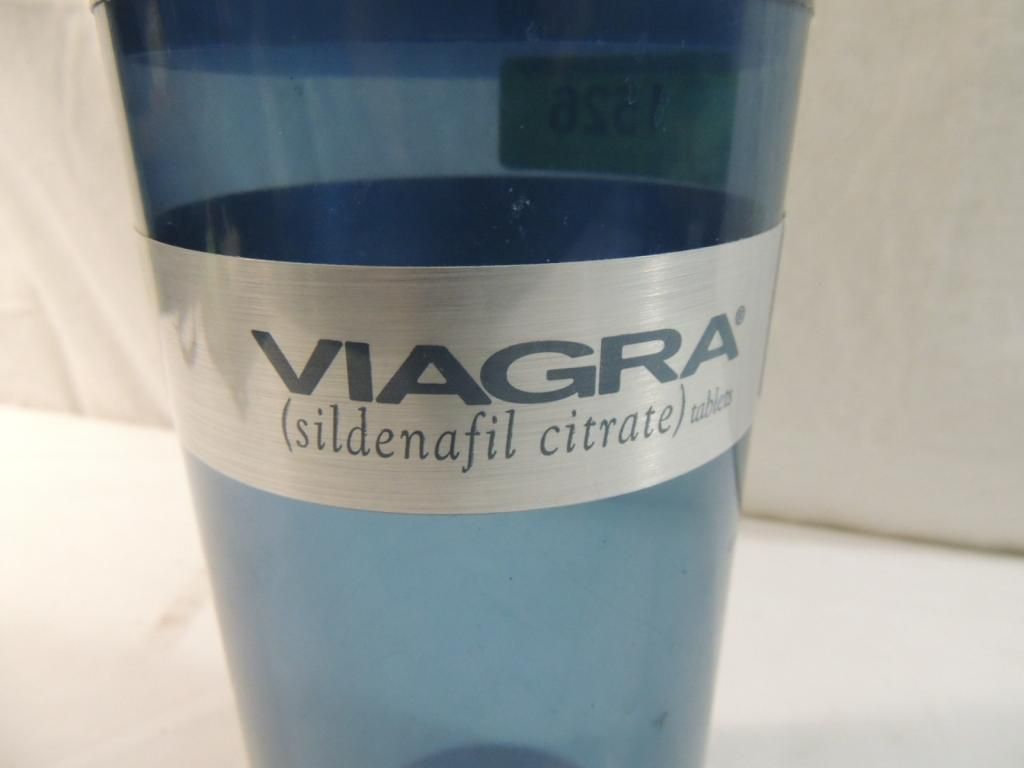 1526
VIAGRA®
(sildenafil citrate) tablets